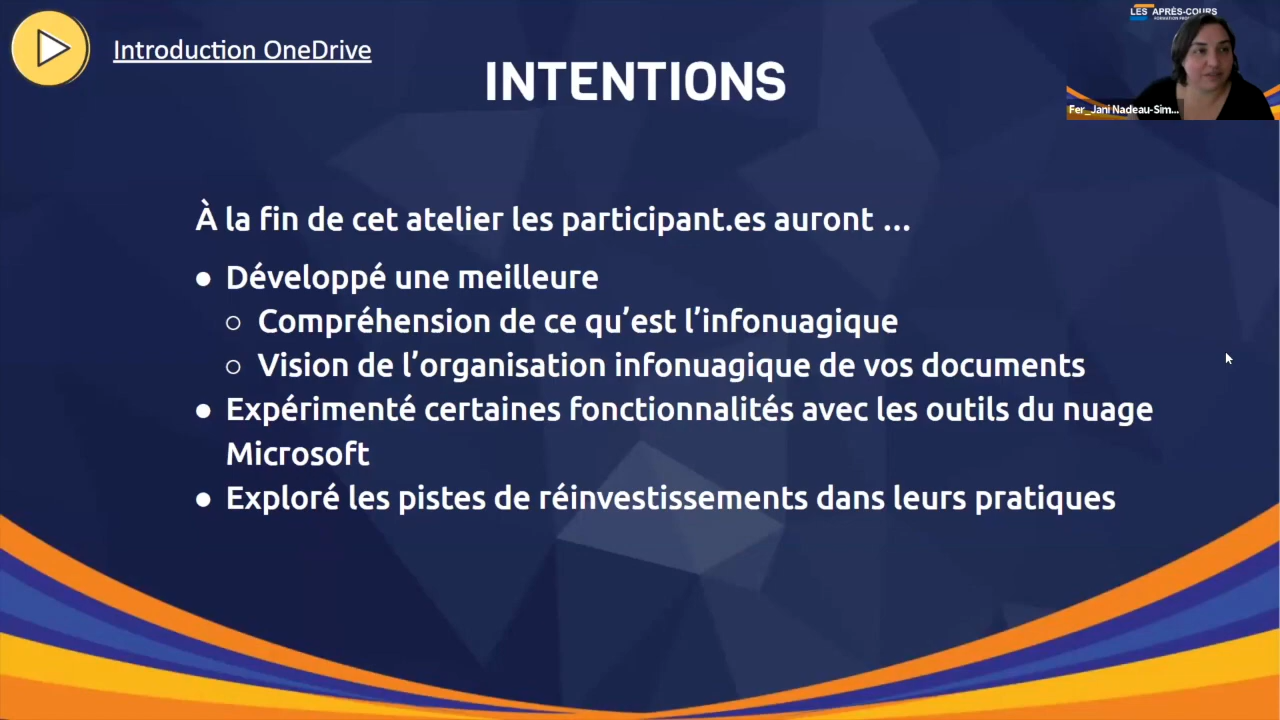 Introduction OneDrive
INTENTIONS
LES APRÈS-COURS
Fer_Jani Nadeau-Sim...
À la fin de cet atelier les participant.es auront ...
● Développé une meilleure
○ Compréhension de ce qu’est l’infonuagique
○ Vision de l’organisation infonuagique de vos documents
● Expérimenté certaines fonctionnalités avec les outils du nuage
Microsoft
● Exploré les pistes de réinvestissements dans leurs pratiques